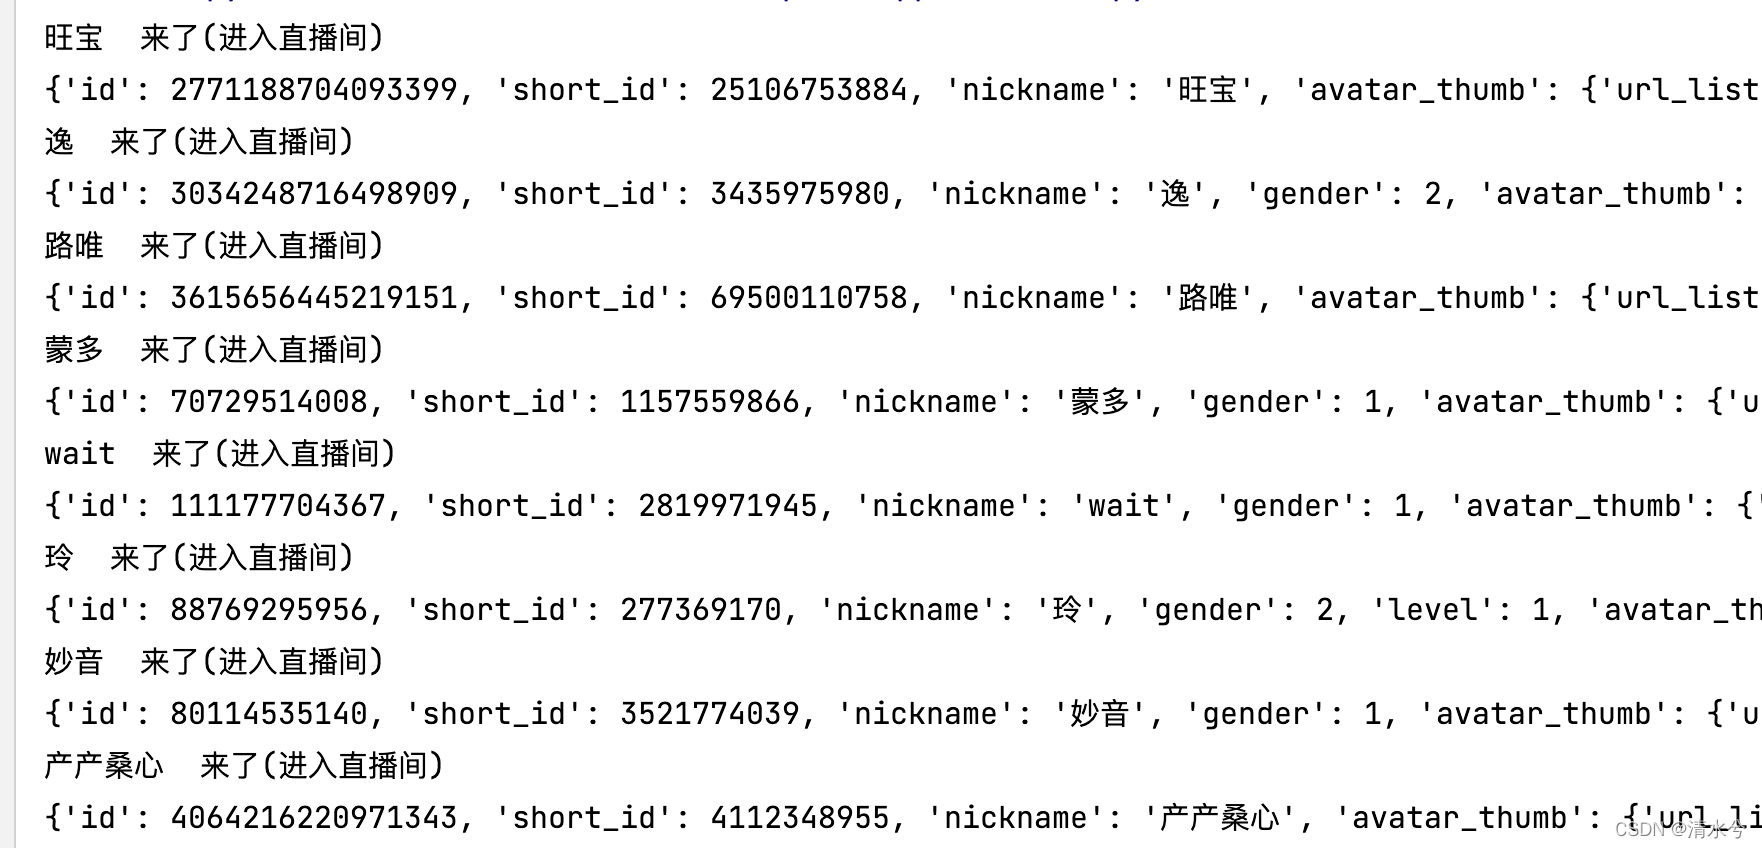 旺宝  来了(进入直播间)
{'id': 2771188704093399, 'short_id': 25106753884, 'nickname': '旺宝', 'avatar_thumb': {'url_list
逸  来了(进入直播间)
{'id': 3034248716498909, 'short_id': 3435975980, 'nickname': '逸', 'gender': 2, 'avatar_thumb':
路唯  来了(进入直播间)
{'id': 3615656445219151, 'short_id': 69500110758, 'nickname': '路唯', 'avatar_thumb': {'url_list
蒙多  来了(进入直播间)
{'id': 70729514008, 'short_id': 1157559866, 'nickname': '蒙多', 'gender': 1, 'avatar_thumb': {'u
wait  来了(进入直播间)
{'id': 111177704367, 'short_id': 2819971945, 'nickname': 'wait', 'gender': 1, 'avatar_thumb': {'
玲  来了(进入直播间)
{'id': 88769295956, 'short_id': 277369170, 'nickname': '玲', 'gender': 2, 'level': 1, 'avatar_th
妙音  来了(进入直播间)
{'id': 80114535140, 'short_id': 3521774039, 'nickname': '妙音', 'gender': 1, 'avatar_thumb': {'u
产产桑心  来了(进入直播间)
{'id': 4064216220971343, 'short_id': 4112348955, 'nickname': '产产桑心', 'avatar_thumb': {'url_li
CSDN @清水兮